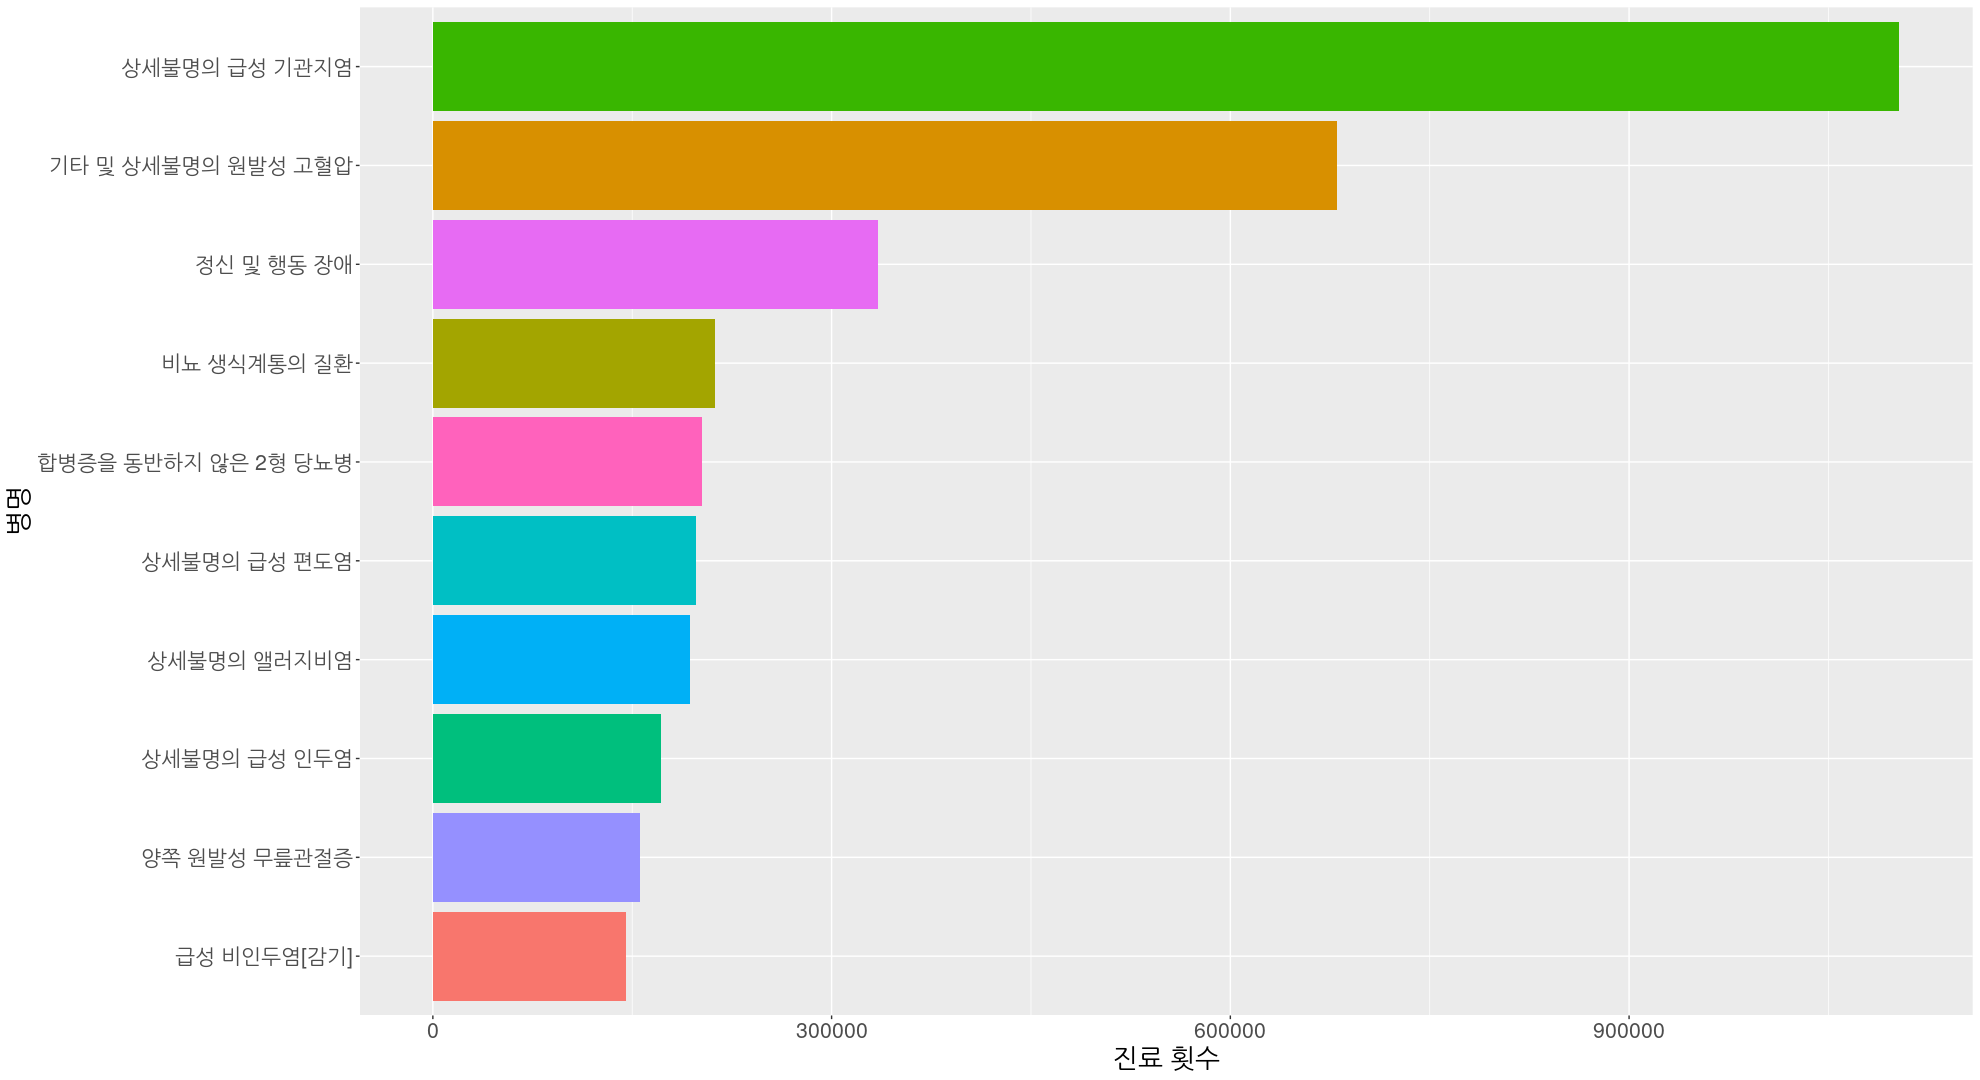 상세불명의 급성 기관지염
기타 및 상세불명의 원발성 고혈압
정신 및 행동 장애
비뇨 생식계통의 질환
합병증을 동반하지 않은 2형 당뇨병
상세불명의 급성 편도염
상세불명의 앨러지비염
상세불명의 급성 인두염
양쪽 원발성 무릎관절증
급성 비인두염[감기]
병명
0 300000 600000 900000
진료 횟수